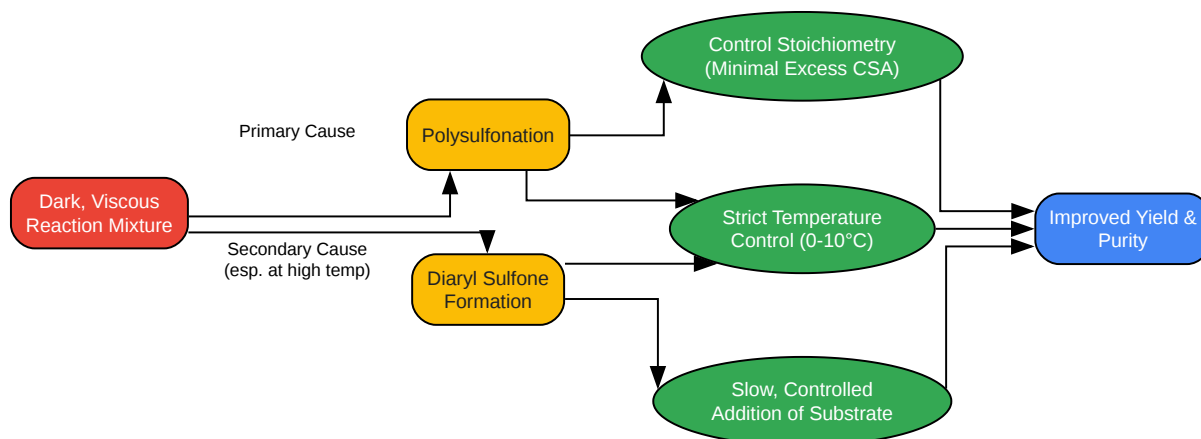 Control Stoichiometry
(Minimal Excess CSA)
Primary Cause
Polysulfonation
Dark, Viscous
Reaction Mixture
Secondary Cause
(esp. at high temp)
Diaryl Sulfone
Formation
Strict Temperature
Control (0-10°C)
Improved Yield &
Purity
Slow, Controlled
Addition of Substrate